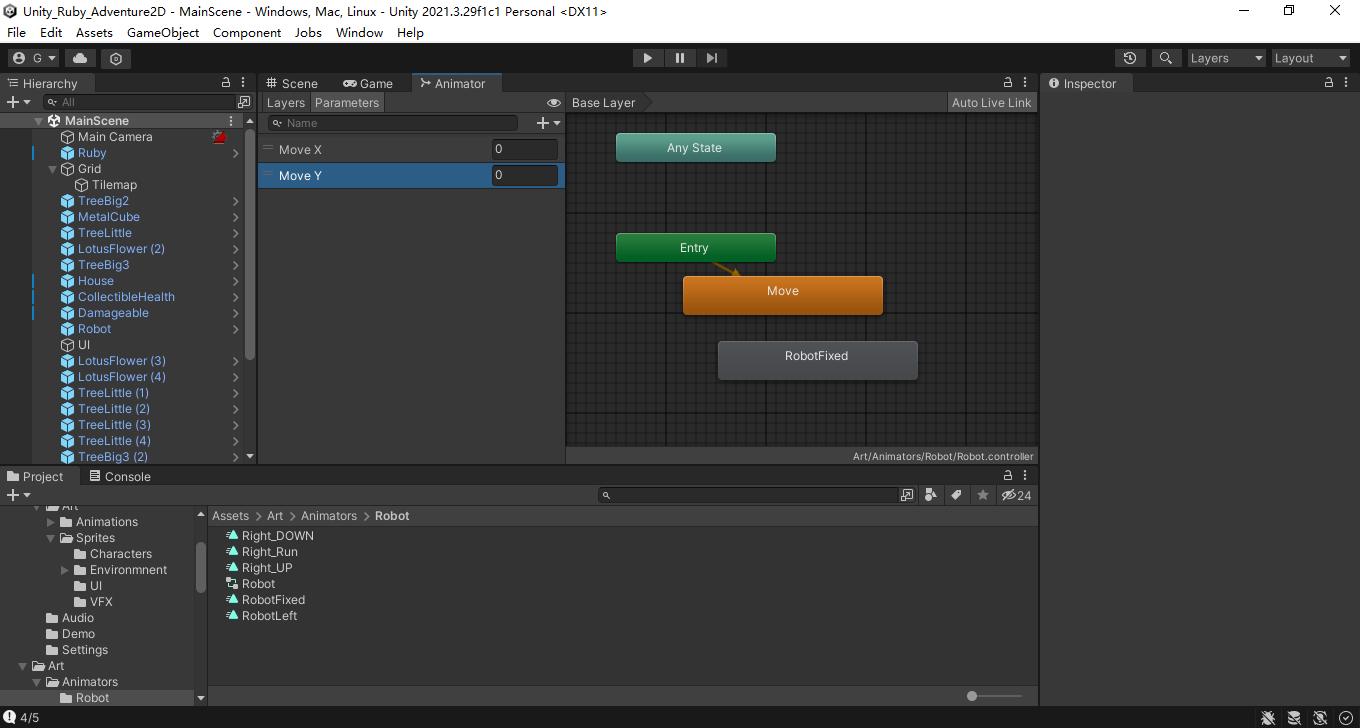 Unity_Ruby_Adventure2D - MainScene - Windows, Mac, Linux - Unity 2021.3.29f1c1 Personal <DX11>
File Edit Assets GameObject Component Jobs Window Help
G Layers Layout
Hierarchy
All
MainScene
Main Camera
Ruby
Grid
Tilemap
TreeBig2
MetalCube
TreeLittle
LotusFlower (2)
TreeBig3
House
CollectibleHealth
Damageable
Robot
UI
LotusFlower (3)
LotusFlower (4)
TreeLittle (1)
TreeLittle (2)
TreeLittle (3)
TreeLittle (4)
TreeBig3 (2)
Scene Game Animator
Layers Parameters
Name
Move X 0
Move Y 0
Base Layer Auto Live Link
Any State
Entry
Move
RobotFixed
Art/Animators/Robot/Robot.controller
Inspector
Project Console
24
Art
Animations
Sprites
Characters
Environmnent
UI
VFX
Audio
Demo
Settings
Art
Animators
Robot
Assets > Art > Animators > Robot
Right_DOWN
Right_Run
Right_UP
Robot
RobotFixed
RobotLeft
4/5